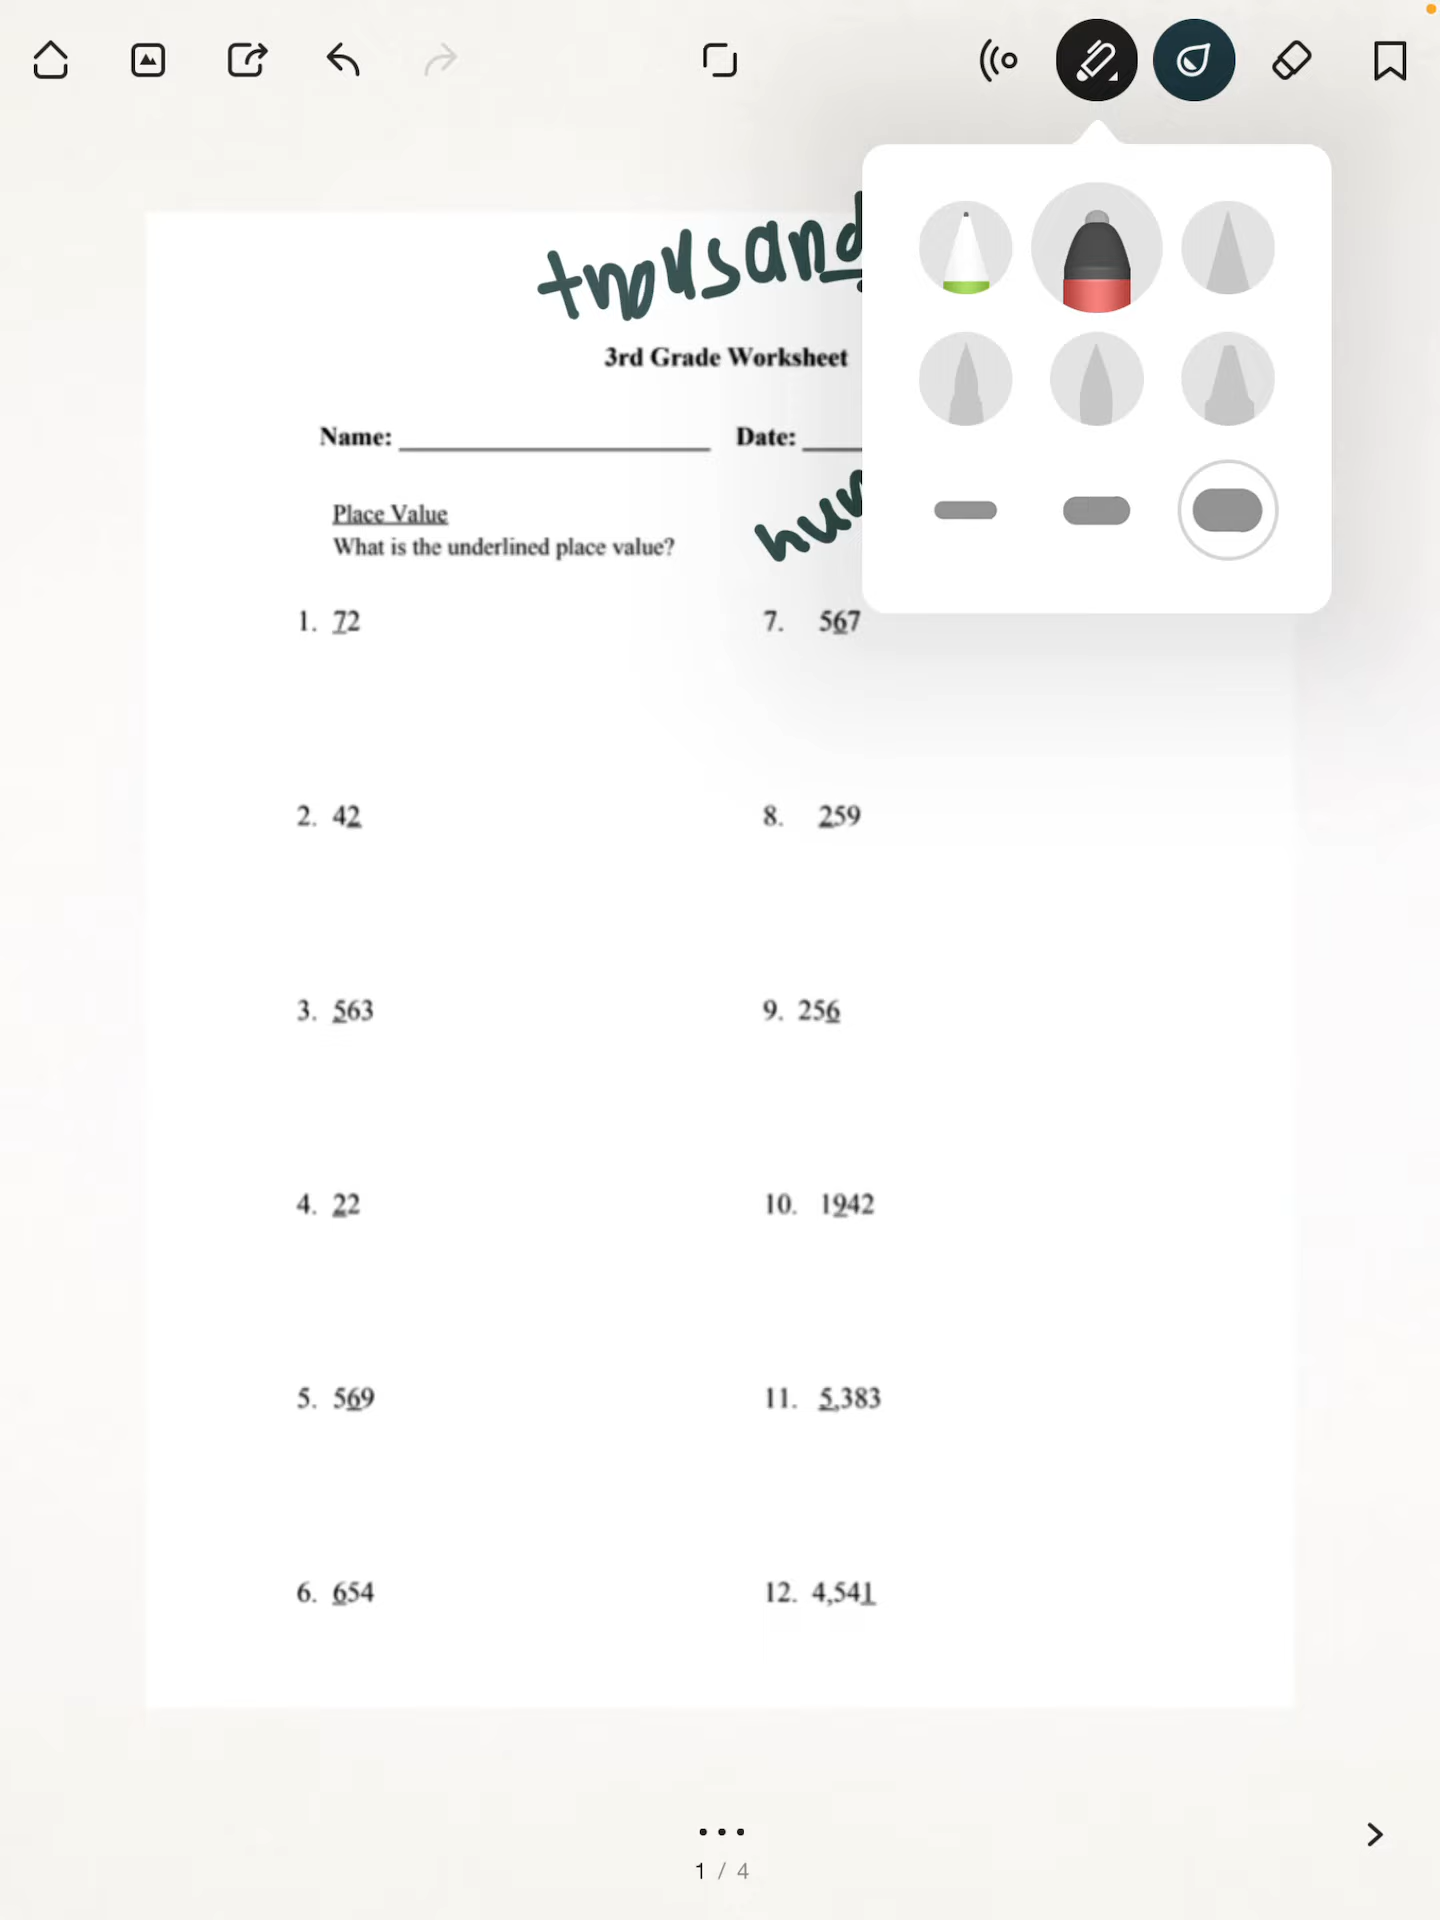 thousand
3rd Grade Worksheet
Name: ____________ Date: ____
Place Value
What is the underlined place value?
1. 72
7. 567
2. 42
8. 259
3. 563
9. 256
4. 22
10. 1942
5. 569
11. 5,383
6. 654
12. 4,541
1 / 4